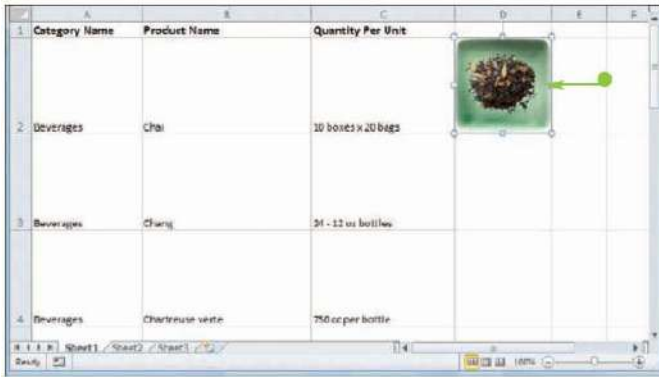 A B C D E F
1 Category Name Product Name Quantity Per Unit
2 Beverages Chai 10 boxes x 20 bags
3 Beverages Chang 24 - 12 oz bottles
4 Beverages Chartreuse verte 750 cc per bottle
Sheet1 Sheet2 Sheet3
Ready 100%